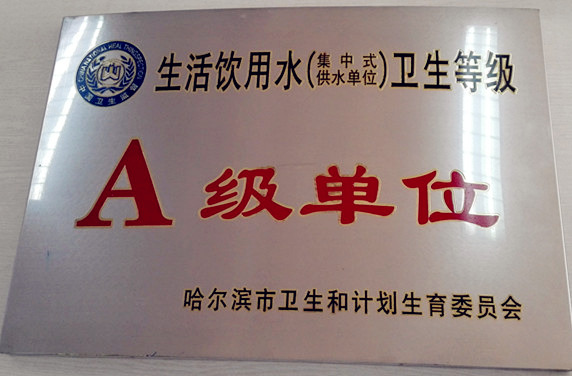 生活饮用水(集中式供水单位)卫生等级
A级单位
哈尔滨市卫生和计划生育委员会